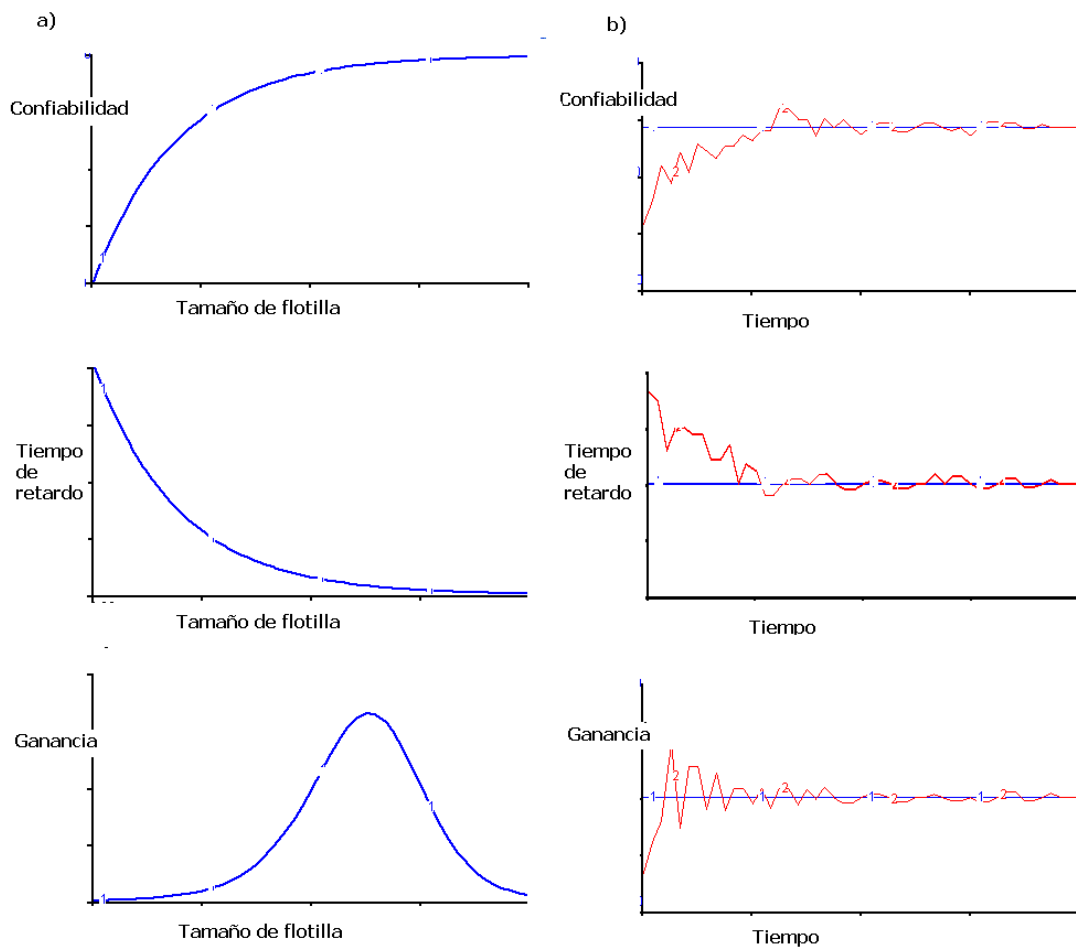 a)
Confiabilidad
Tamaño de flotilla
Tiempo
de
retardo
Tamaño de flotilla
Ganancia
Tamaño de flotilla
b)
Confiabilidad
Tiempo
Tiempo
de
retardo
Tiempo
Ganancia
Tiempo